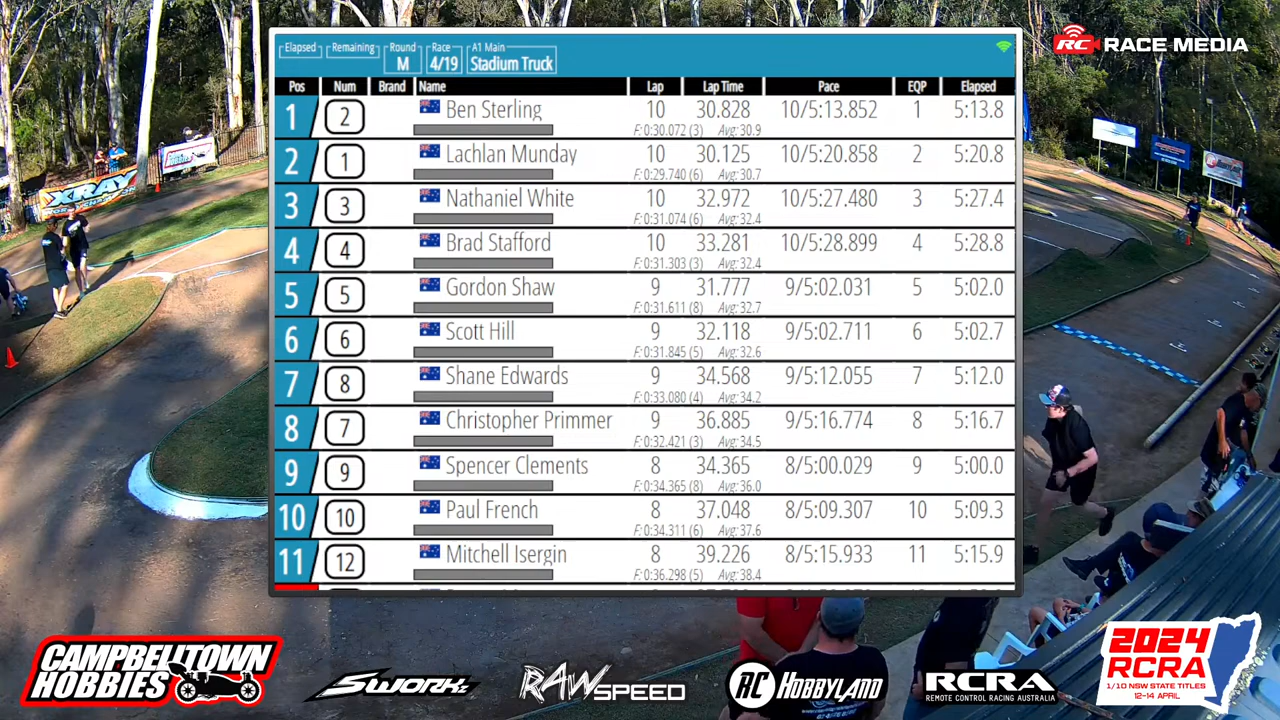 RC RACE MEDIA
Elapsed Remaining Round M Race 4/19 A1 Main Stadium Truck
Pos Num Brand Name Lap Lap Time Pace EQP Elapsed
1 2 Ben Sterling 10 30.828 10/5:13.852 1 5:13.8
F: 0:30.072 (3) Avg: 30.9
2 1 Lachlan Munday 10 30.125 10/5:20.858 2 5:20.8
F: 0:29.740 (6) Avg: 30.7
3 3 Nathaniel White 10 32.972 10/5:27.480 3 5:27.4
F: 0:31.074 (6) Avg: 32.4
4 4 Brad Stafford 10 33.281 10/5:28.899 4 5:28.8
F: 0:31.303 (3) Avg: 32.4
5 5 Gordon Shaw 9 31.777 9/5:02.031 5 5:02.0
F: 0:31.611 (8) Avg: 32.7
6 6 Scott Hill 9 32.118 9/5:02.711 6 5:02.7
F: 0:31.845 (5) Avg: 32.6
7 8 Shane Edwards 9 34.568 9/5:12.055 7 5:12.0
F: 0:33.080 (4) Avg: 34.2
8 7 Christopher Primmer 9 36.885 9/5:16.774 8 5:16.7
F: 0:32.421 (3) Avg: 34.5
9 9 Spencer Clements 8 34.365 8/5:00.029 9 5:00.0
F: 0:34.365 (8) Avg: 36.0
10 10 Paul French 8 37.048 8/5:09.307 10 5:09.3
F: 0:34.311 (6) Avg: 37.6
11 12 Mitchell Isergin 8 39.226 8/5:15.933 11 5:15.9
F: 0:36.298 (5) Avg: 38.4
XRAY
CAMPBELLTOWN
HOBBIES
SWORKz
RAW SPEED
RC HOBBYLAND
RCRA
REMOTE CONTROL RACING AUSTRALIA
2024
RCRA
1/10 NSW STATE TITLES
12-14 APRIL